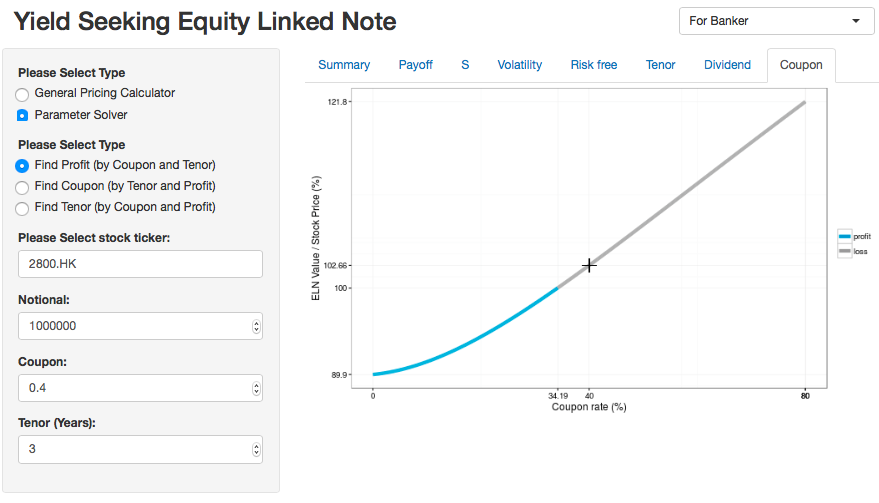 Yield Seeking Equity Linked Note
For Banker
Please Select Type
General Pricing Calculator
Parameter Solver
Please Select Type
Find Profit (by Coupon and Tenor)
Find Coupon (by Tenor and Profit)
Find Tenor (by Coupon and Profit)
Please Select stock ticker:
2800.HK
Notional:
1000000
Coupon:
0.4
Tenor (Years):
3
Summary Payoff S Volatility Risk free Tenor Dividend Coupon
ELN Value / Stock Price (%)
121.8
102.66
100
89.9
0 34.19 40 80
Coupon rate (%)
profit
loss